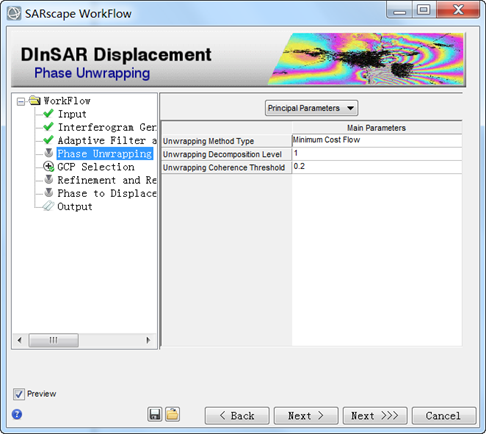 SARscape WorkFlow
DInSAR Displacement
Phase Unwrapping
WorkFlow
Input
Interferogram Gen
Adaptive Filter a
Phase Unwrapping
GCP Selection
Refinement and Re
Phase to Displace
Output
Principal Parameters
Main Parameters
Unwrapping Method Type Minimum Cost Flow
Unwrapping Decomposition Level 1
Unwrapping Coherence Threshold 0.2
Preview
? < Back Next > Next >>> Cancel